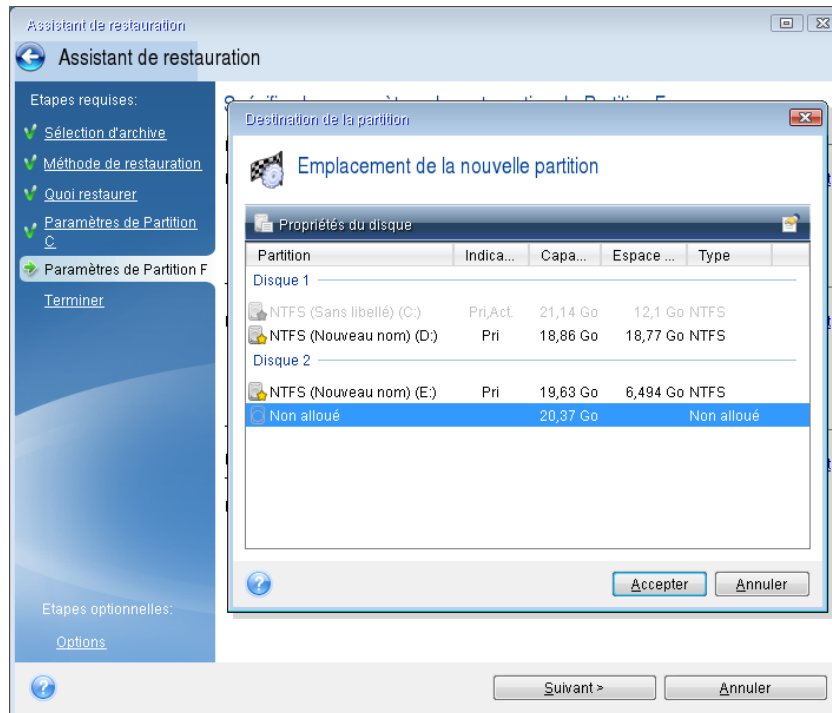 Assistant de restauration
Assistant de restauration
Etapes requises:
Sélection d'archive
Méthode de restauration
Quoi restaurer
Paramètres de Partition
C
Paramètres de Partition F
Terminer
Etapes optionnelles:
Options
Destination de la partition
Emplacement de la nouvelle partition
Propriétés du disque
Partition Indica... Capa... Espace ... Type
Disque 1
NTFS (Sans libellé) (C:) Pri,Act. 21,14 Go 12,1 Go NTFS
NTFS (Nouveau nom) (D:) Pri 18,86 Go 18,77 Go NTFS
Disque 2
NTFS (Nouveau nom) (E:) Pri 19,63 Go 6,494 Go NTFS
Non alloué 20,37 Go Non alloué
Accepter Annuler
Suivant > Annuler